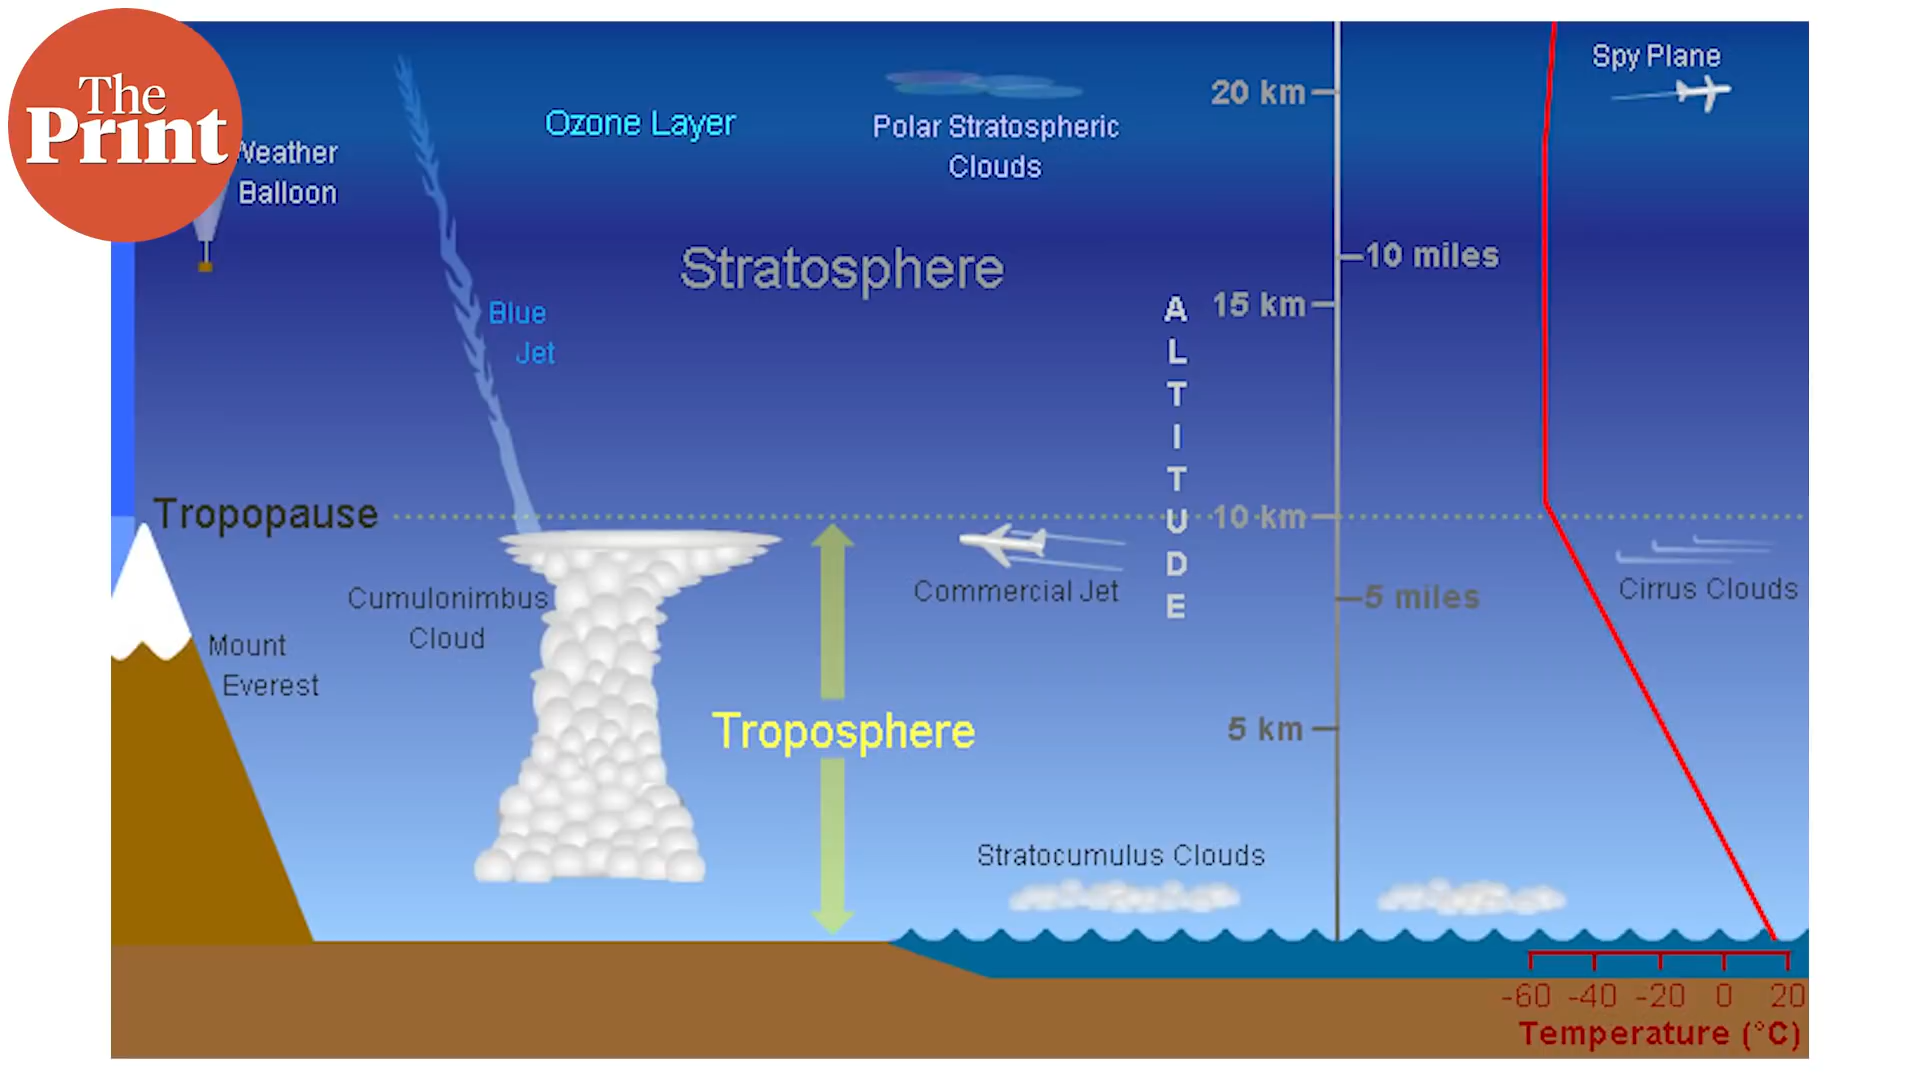 The
Print
Spy Plane
20 km
Ozone Layer
Polar Stratospheric
Clouds
Weather
Balloon
Stratosphere
10 miles
15 km
Blue
Jet
ALTITUDE
Tropopause
10 km
Commercial Jet
Cirrus Clouds
5 miles
Cumulonimbus
Cloud
Mount
Everest
Troposphere
5 km
Stratocumulus Clouds
-60 -40 -20 0 20
Temperature (°C)